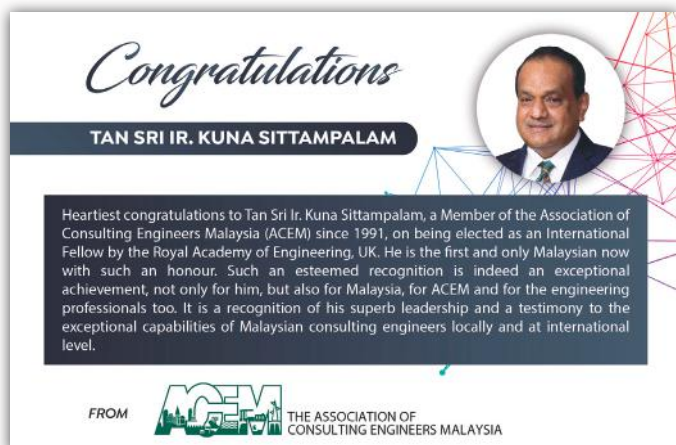 Congratulations
TAN SRI IR. KUNA SITTAMPALAM
Heartiest congratulations to Tan Sri Ir. Kuna Sittampalam, a Member of the Association of
Consulting Engineers Malaysia (ACEM) since 1991, on being elected as an International
Fellow by the Royal Academy of Engineering, UK. He is the first and only Malaysian now
with such an honour. Such an esteemed recognition is indeed an exceptional
achievement, not only for him, but also for Malaysia, for ACEM and for the engineering
professionals too. It is a recognition of his superb leadership and a testimony to the
exceptional capabilities of Malaysian consulting engineers locally and at international
level.
FROM
ACEM
THE ASSOCIATION OF
CONSULTING ENGINEERS MALAYSIA